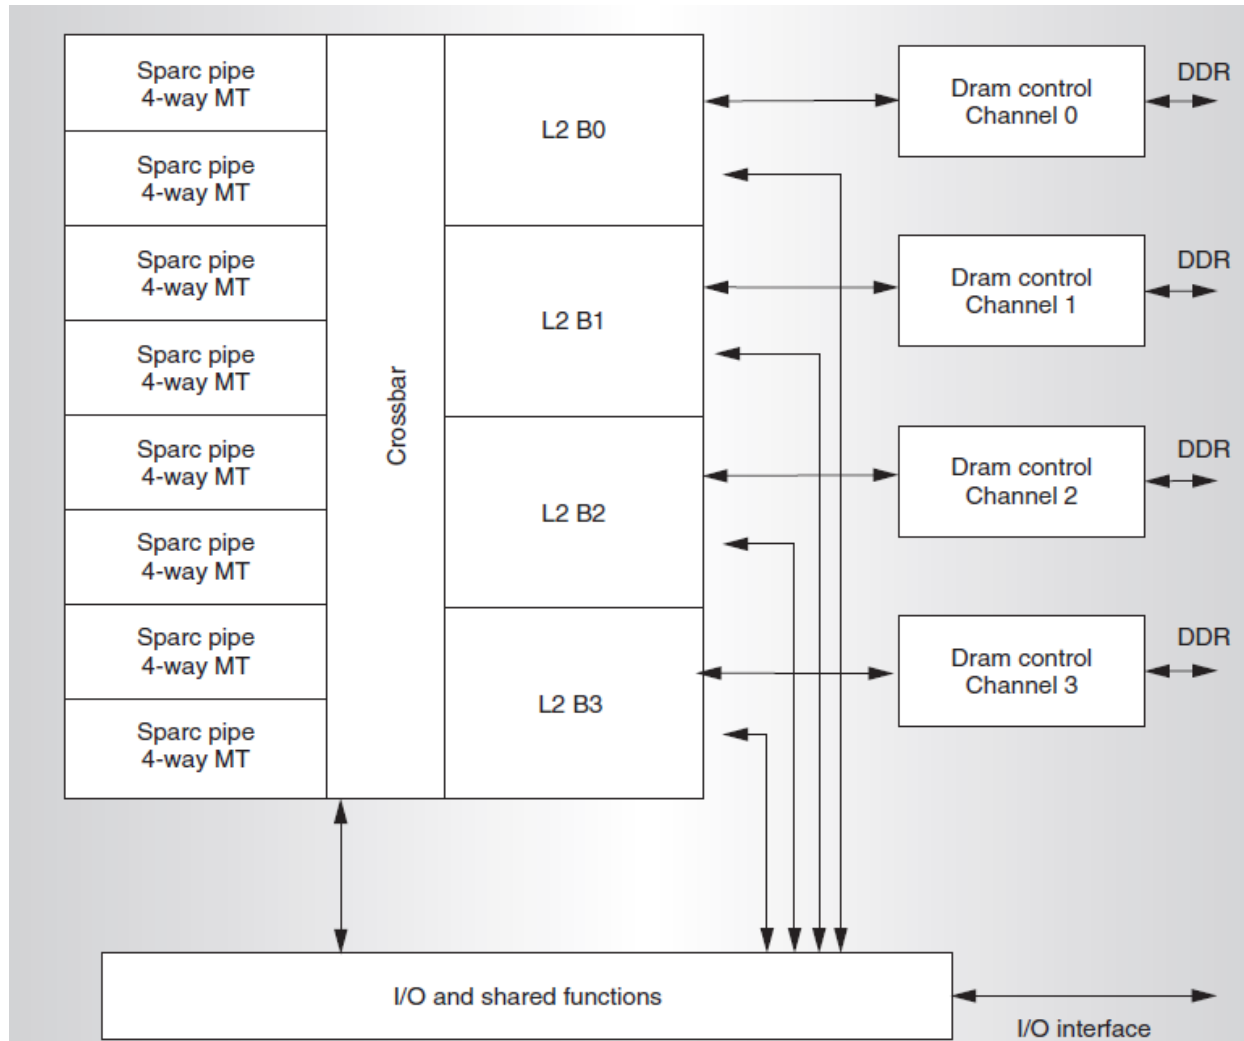 Sparc pipe
4-way MT
Sparc pipe
4-way MT
Sparc pipe
4-way MT
Sparc pipe
4-way MT
Sparc pipe
4-way MT
Sparc pipe
4-way MT
Sparc pipe
4-way MT
Sparc pipe
4-way MT
Crossbar
L2 B0
L2 B1
L2 B2
L2 B3
Dram control
Channel 0
DDR
Dram control
Channel 1
DDR
Dram control
Channel 2
DDR
Dram control
Channel 3
DDR
I/O and shared functions
I/O interface